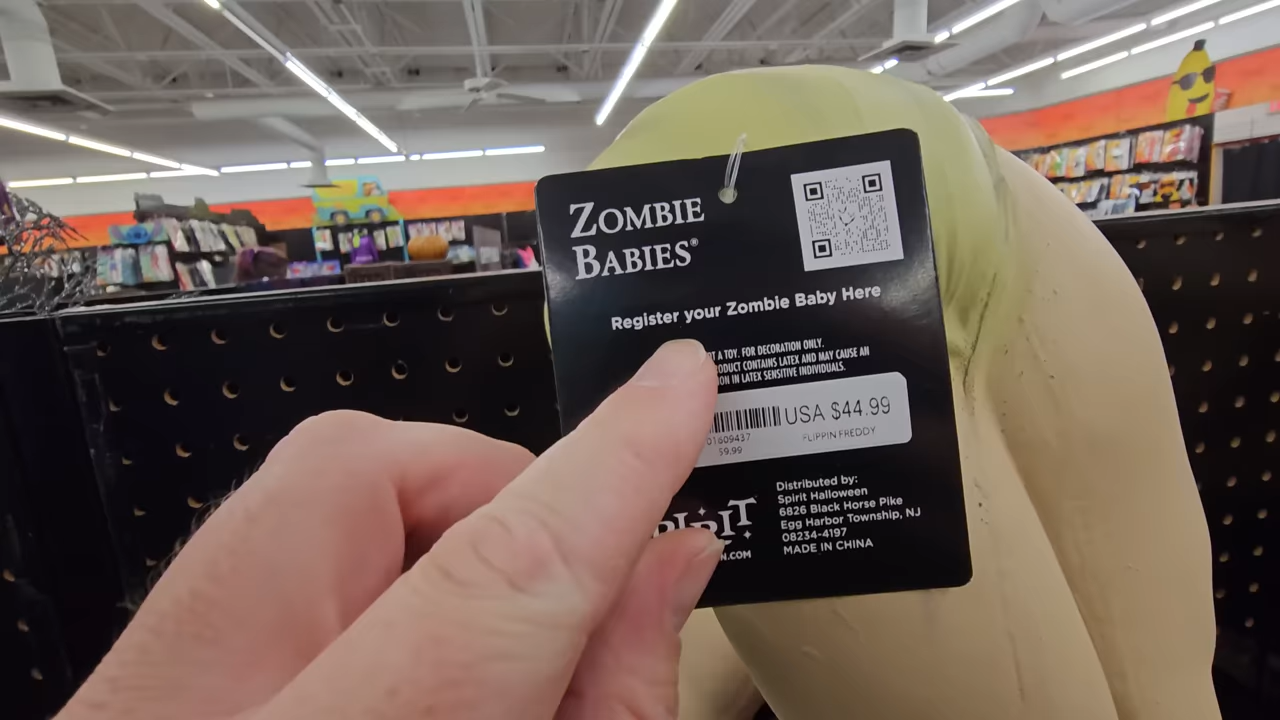 ZOMBIE
BABIES®
Register your Zombie Baby Here
A TOY. FOR DECORATION ONLY.
CONTAINS LATEX AND MAY CAUSE AN
IN LATEX SENSITIVE INDIVIDUALS.
USA $44.99
01609437
FLIPPIN FREDDY
59.99
SPIRIT
.COM
Distributed by:
Spirit Halloween
6826 Black Horse Pike
Egg Harbor Township, NJ
08234-4197
MADE IN CHINA